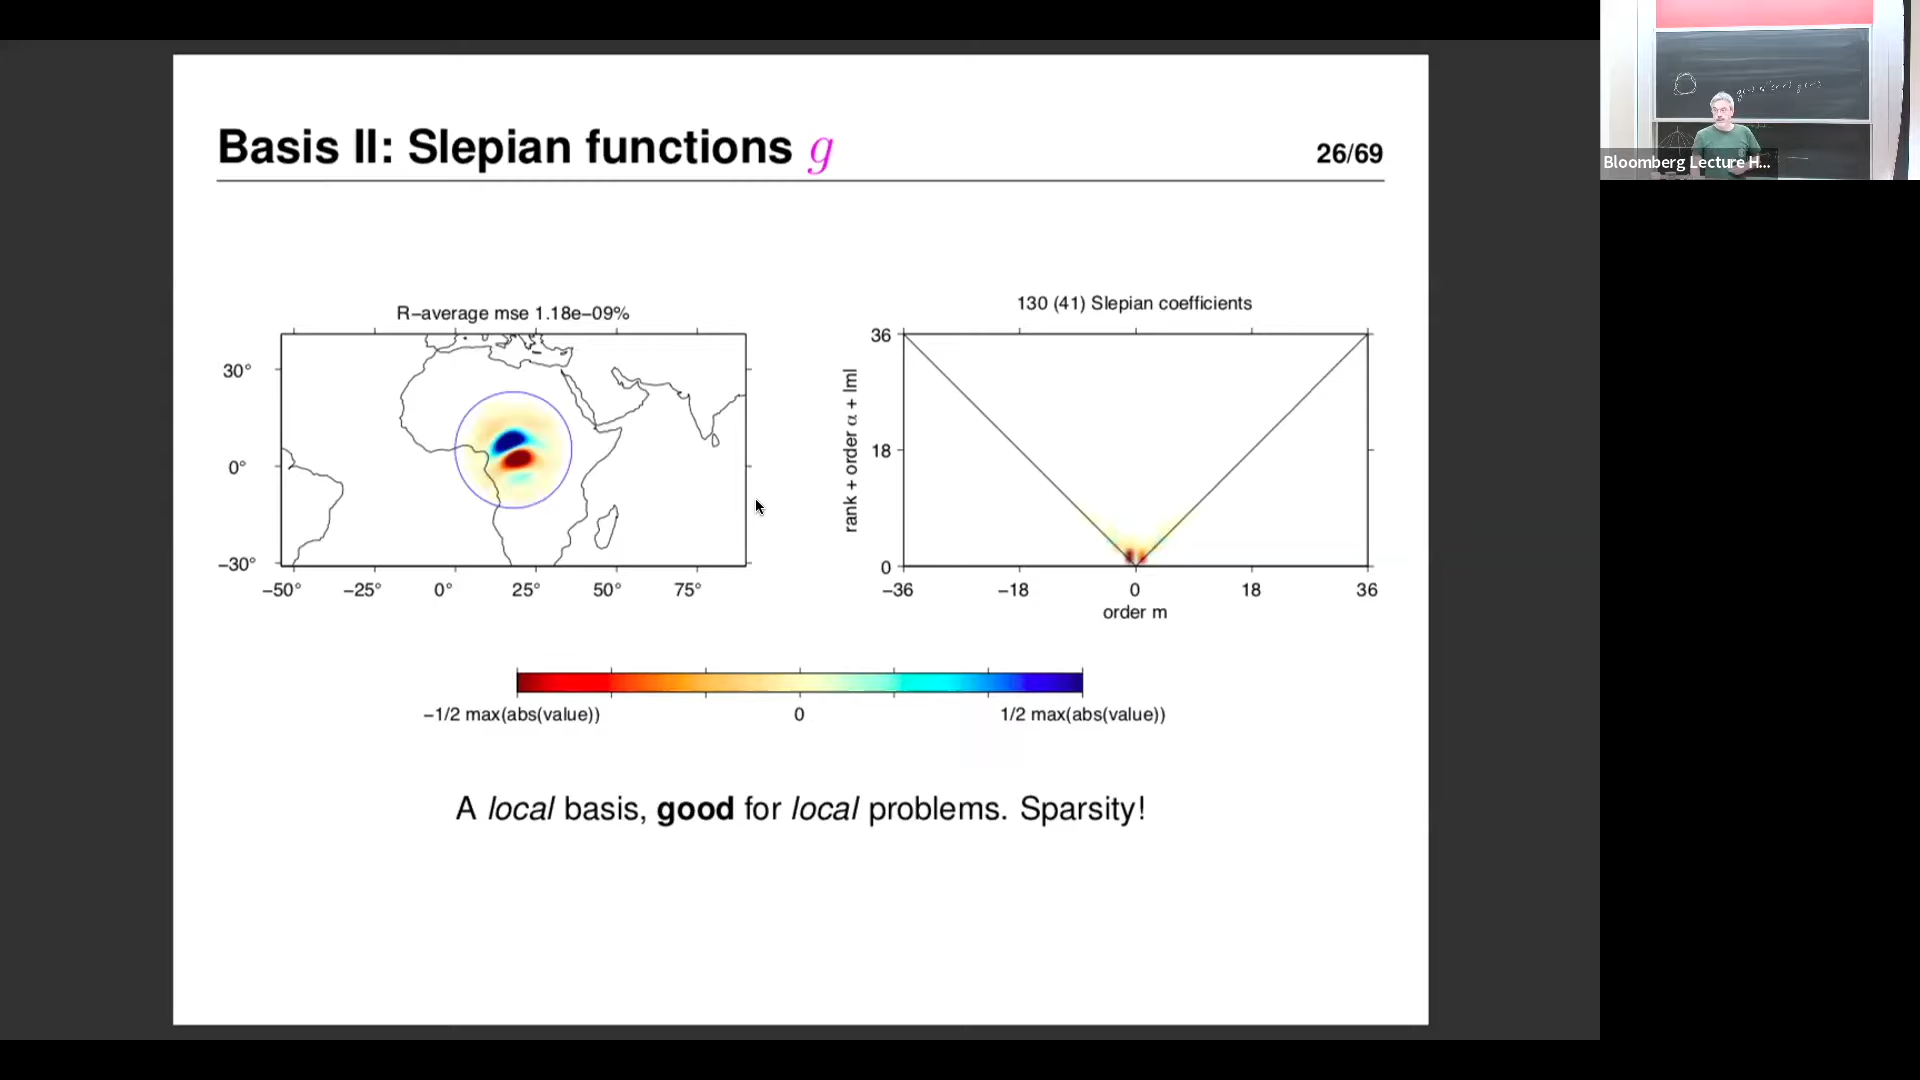 Basis II: Slepian functions g
26/69
R−average mse 1.18e−09%
30°
0°
−30°
−50° −25° 0° 25° 50° 75°
130 (41) Slepian coefficients
rank + order α + |m|
36
18
0
−36 −18 0 18 36
order m
−1/2 max(abs(value)) 0 1/2 max(abs(value))
A local basis, good for local problems. Sparsity!
Bloomberg Lecture H...